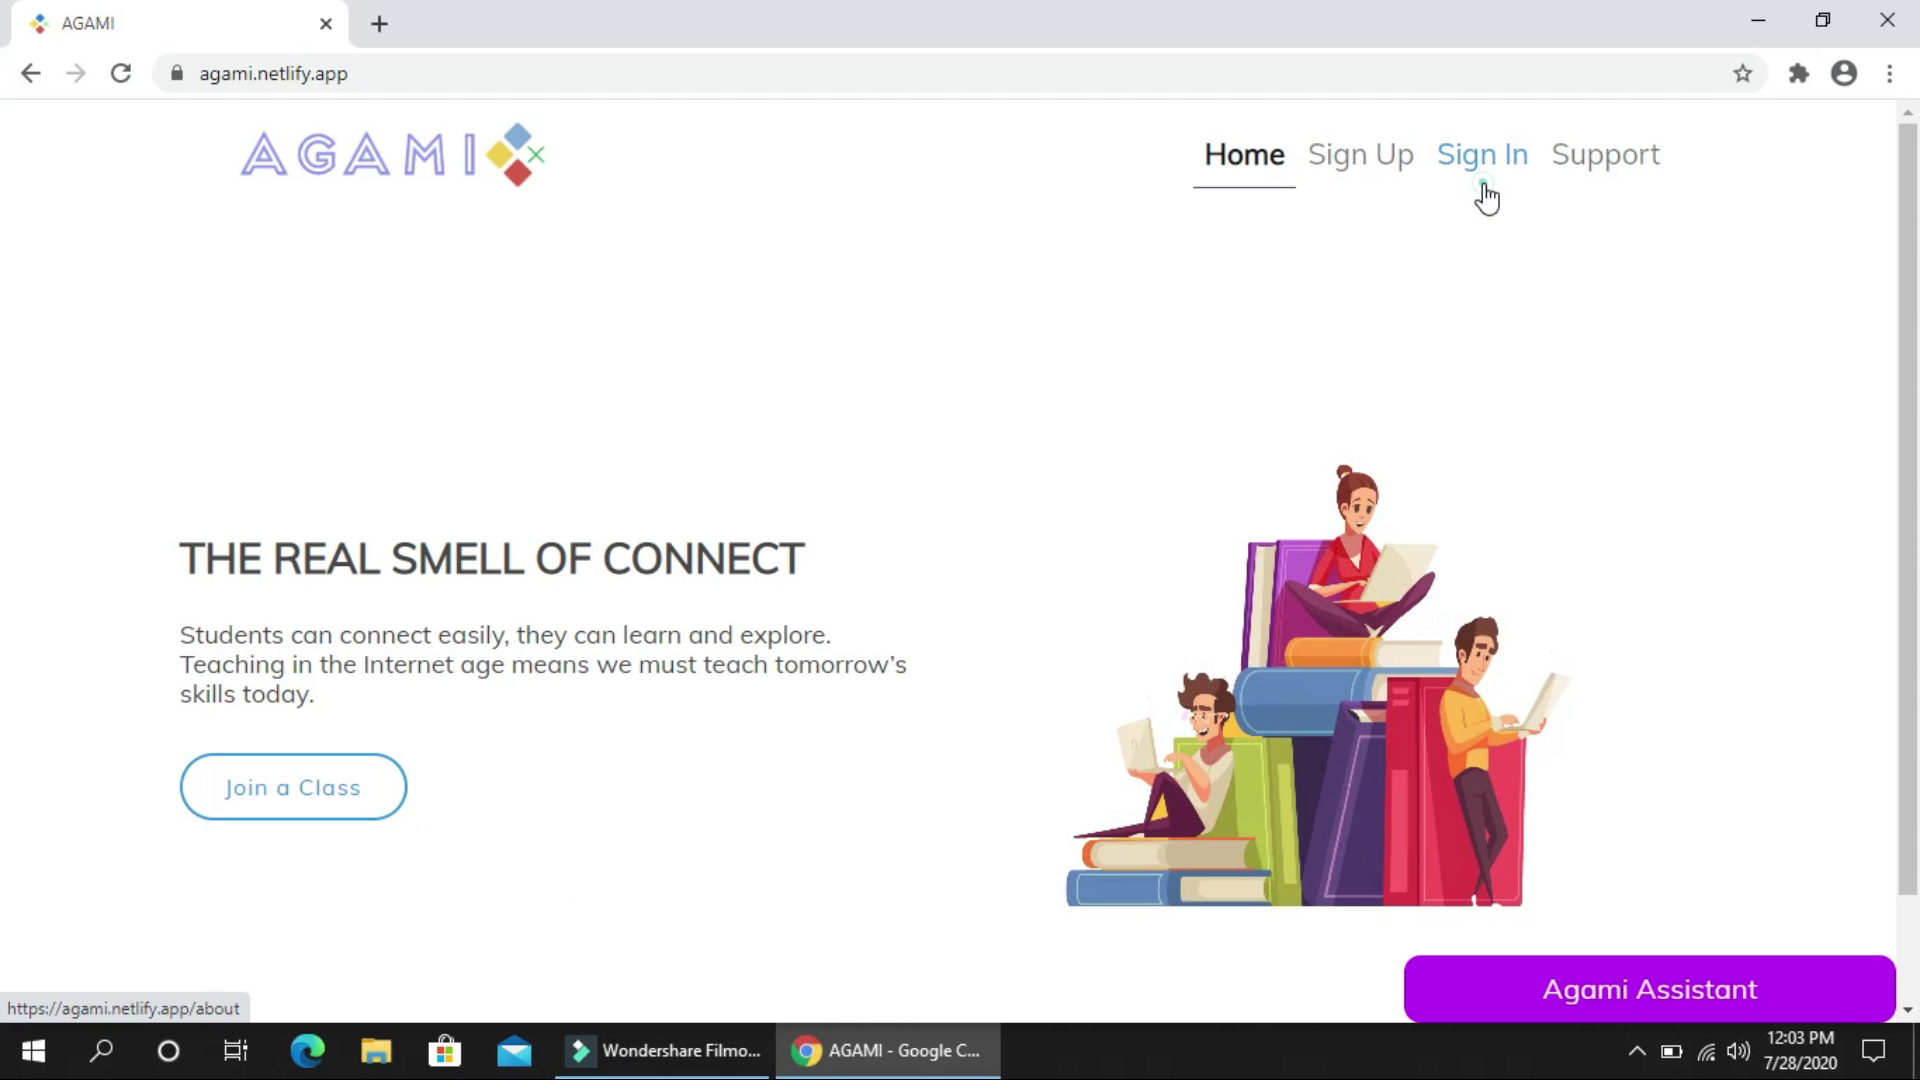 AGAMI
agami.netlify.app
AGAMI
Home
Sign Up
Sign In
Support
THE REAL SMELL OF CONNECT
Students can connect easily, they can learn and explore.
Teaching in the Internet age means we must teach tomorrow's
skills today.
Join a Class
Agami Assistant
https://agami.netlify.app/about
Wondershare Filmo...
AGAMI - Google C...
12:03 PM
7/28/2020